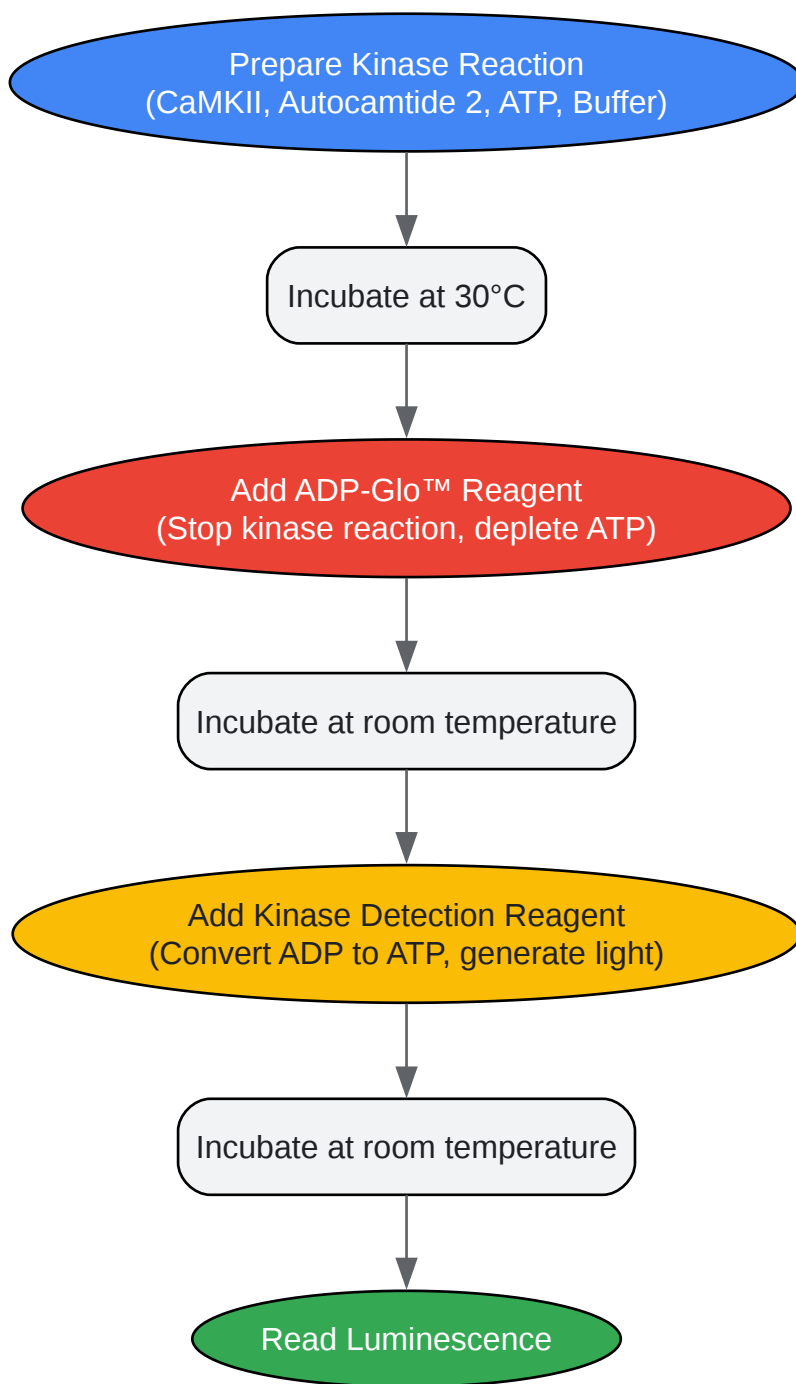 Prepare Kinase Reaction
(CaMKII, Autocamtide 2, ATP, Buffer)
Incubate at 30°C
Add ADP-Glo™ Reagent
(Stop kinase reaction, deplete ATP)
Incubate at room temperature
Add Kinase Detection Reagent
(Convert ADP to ATP, generate light)
Incubate at room temperature
Read Luminescence